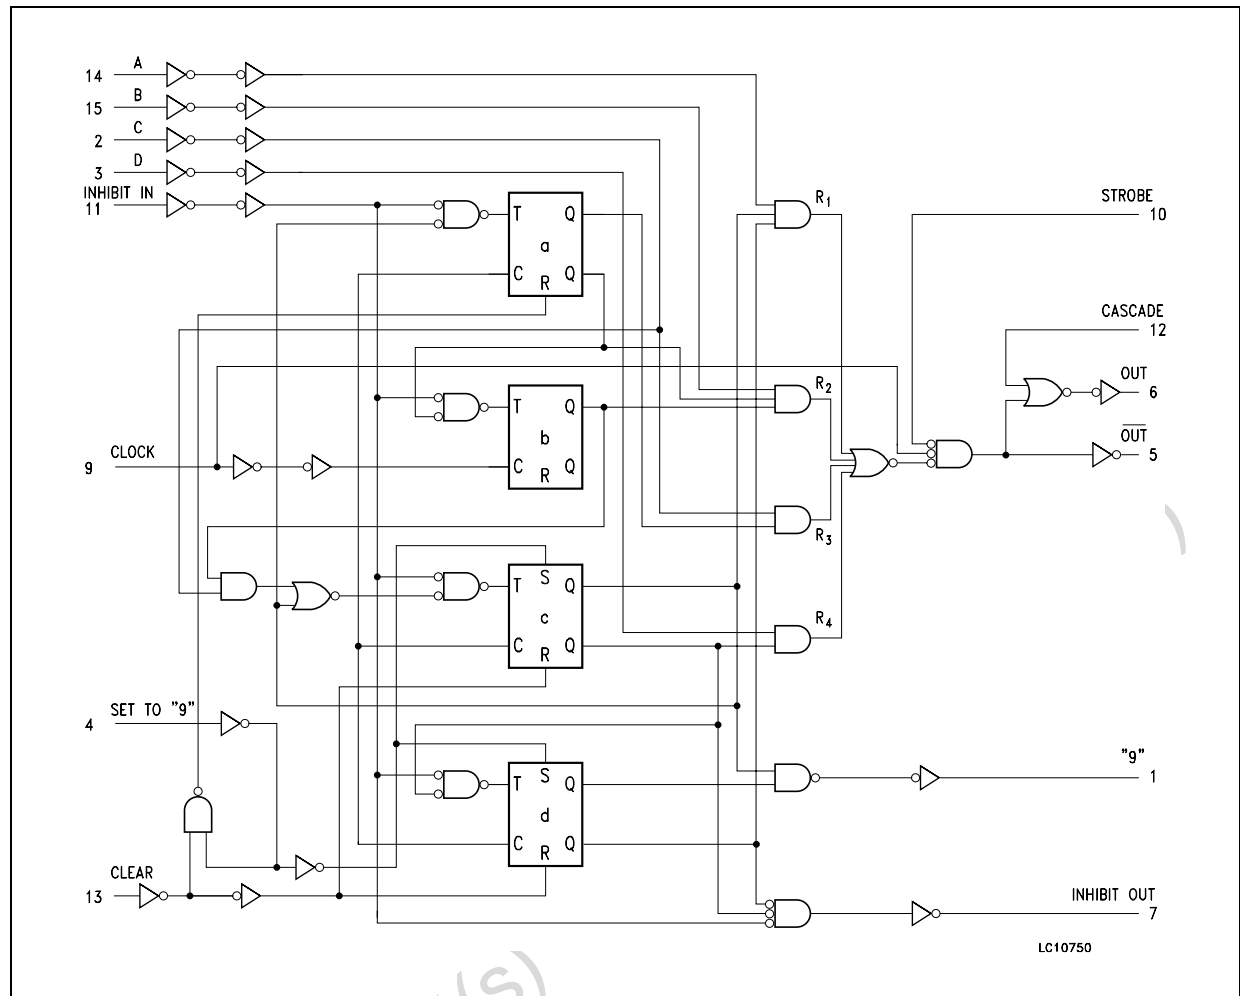 14 A
15 B
2 C
3 D
INHIBIT IN
11
T Q
a
C R Q
R1
STROBE
10
CASCADE
12
OUT
6
OUT
5
T Q
b
C R Q
R2
9 CLOCK
R3
S
T Q
c
C R Q
R4
4 SET TO "9"
S
T Q
d
C R Q
"9"
1
CLEAR
13
INHIBIT OUT
7
LC10750
(s)
)